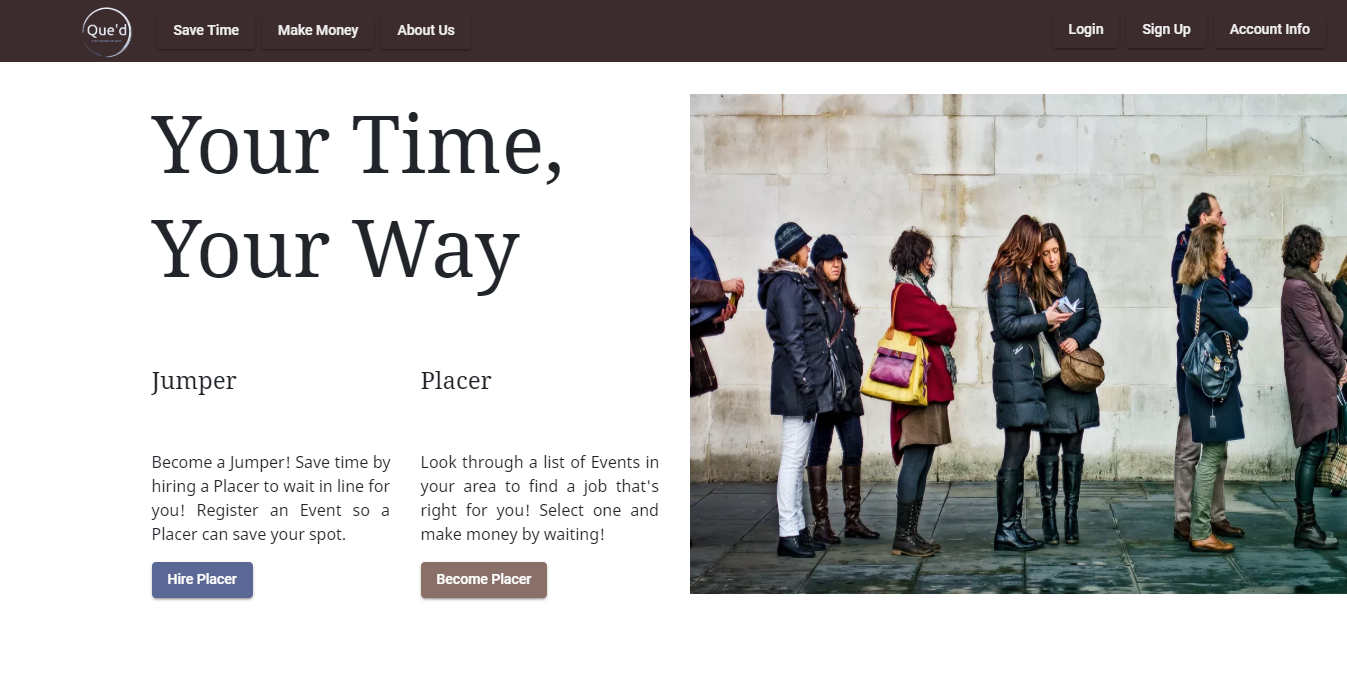 Que'd
Save Time
Make Money
About Us
Login
Sign Up
Account Info
Your Time,
Your Way
Jumper
Placer
Become a Jumper! Save time by
hiring a Placer to wait in line for
you! Register an Event so a
Placer can save your spot.
Hire Placer
Look through a list of Events in
your area to find a job that's
right for you! Select one and
make money by waiting!
Become Placer